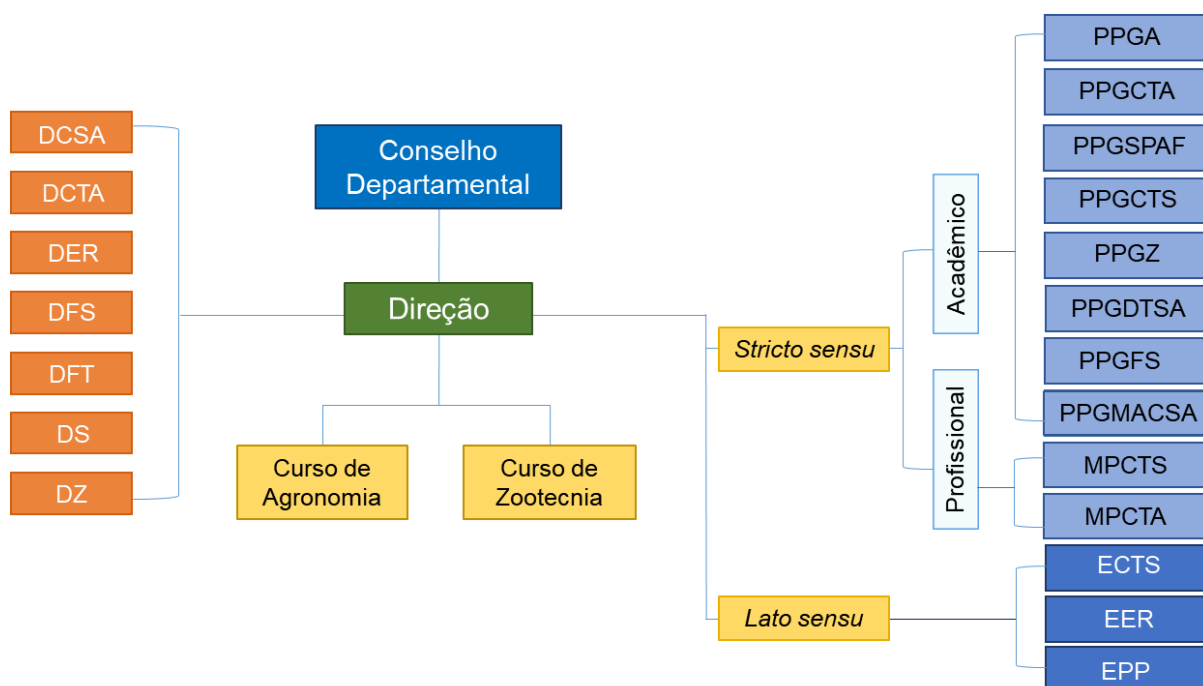 DCSA
DCTA
DER
DFS
DFT
DS
DZ
Conselho
Departamental
Direção
Curso de
Agronomia
Curso de
Zootecnia
Stricto sensu
Lato sensu
Acadêmico
Profissional
PPGA
PPGCTA
PPGSPAF
PPGCTS
PPGZ
PPGDTSA
PPGFS
PPGMACSA
MPCTS
MPCTA
ECTS
EER
EPP